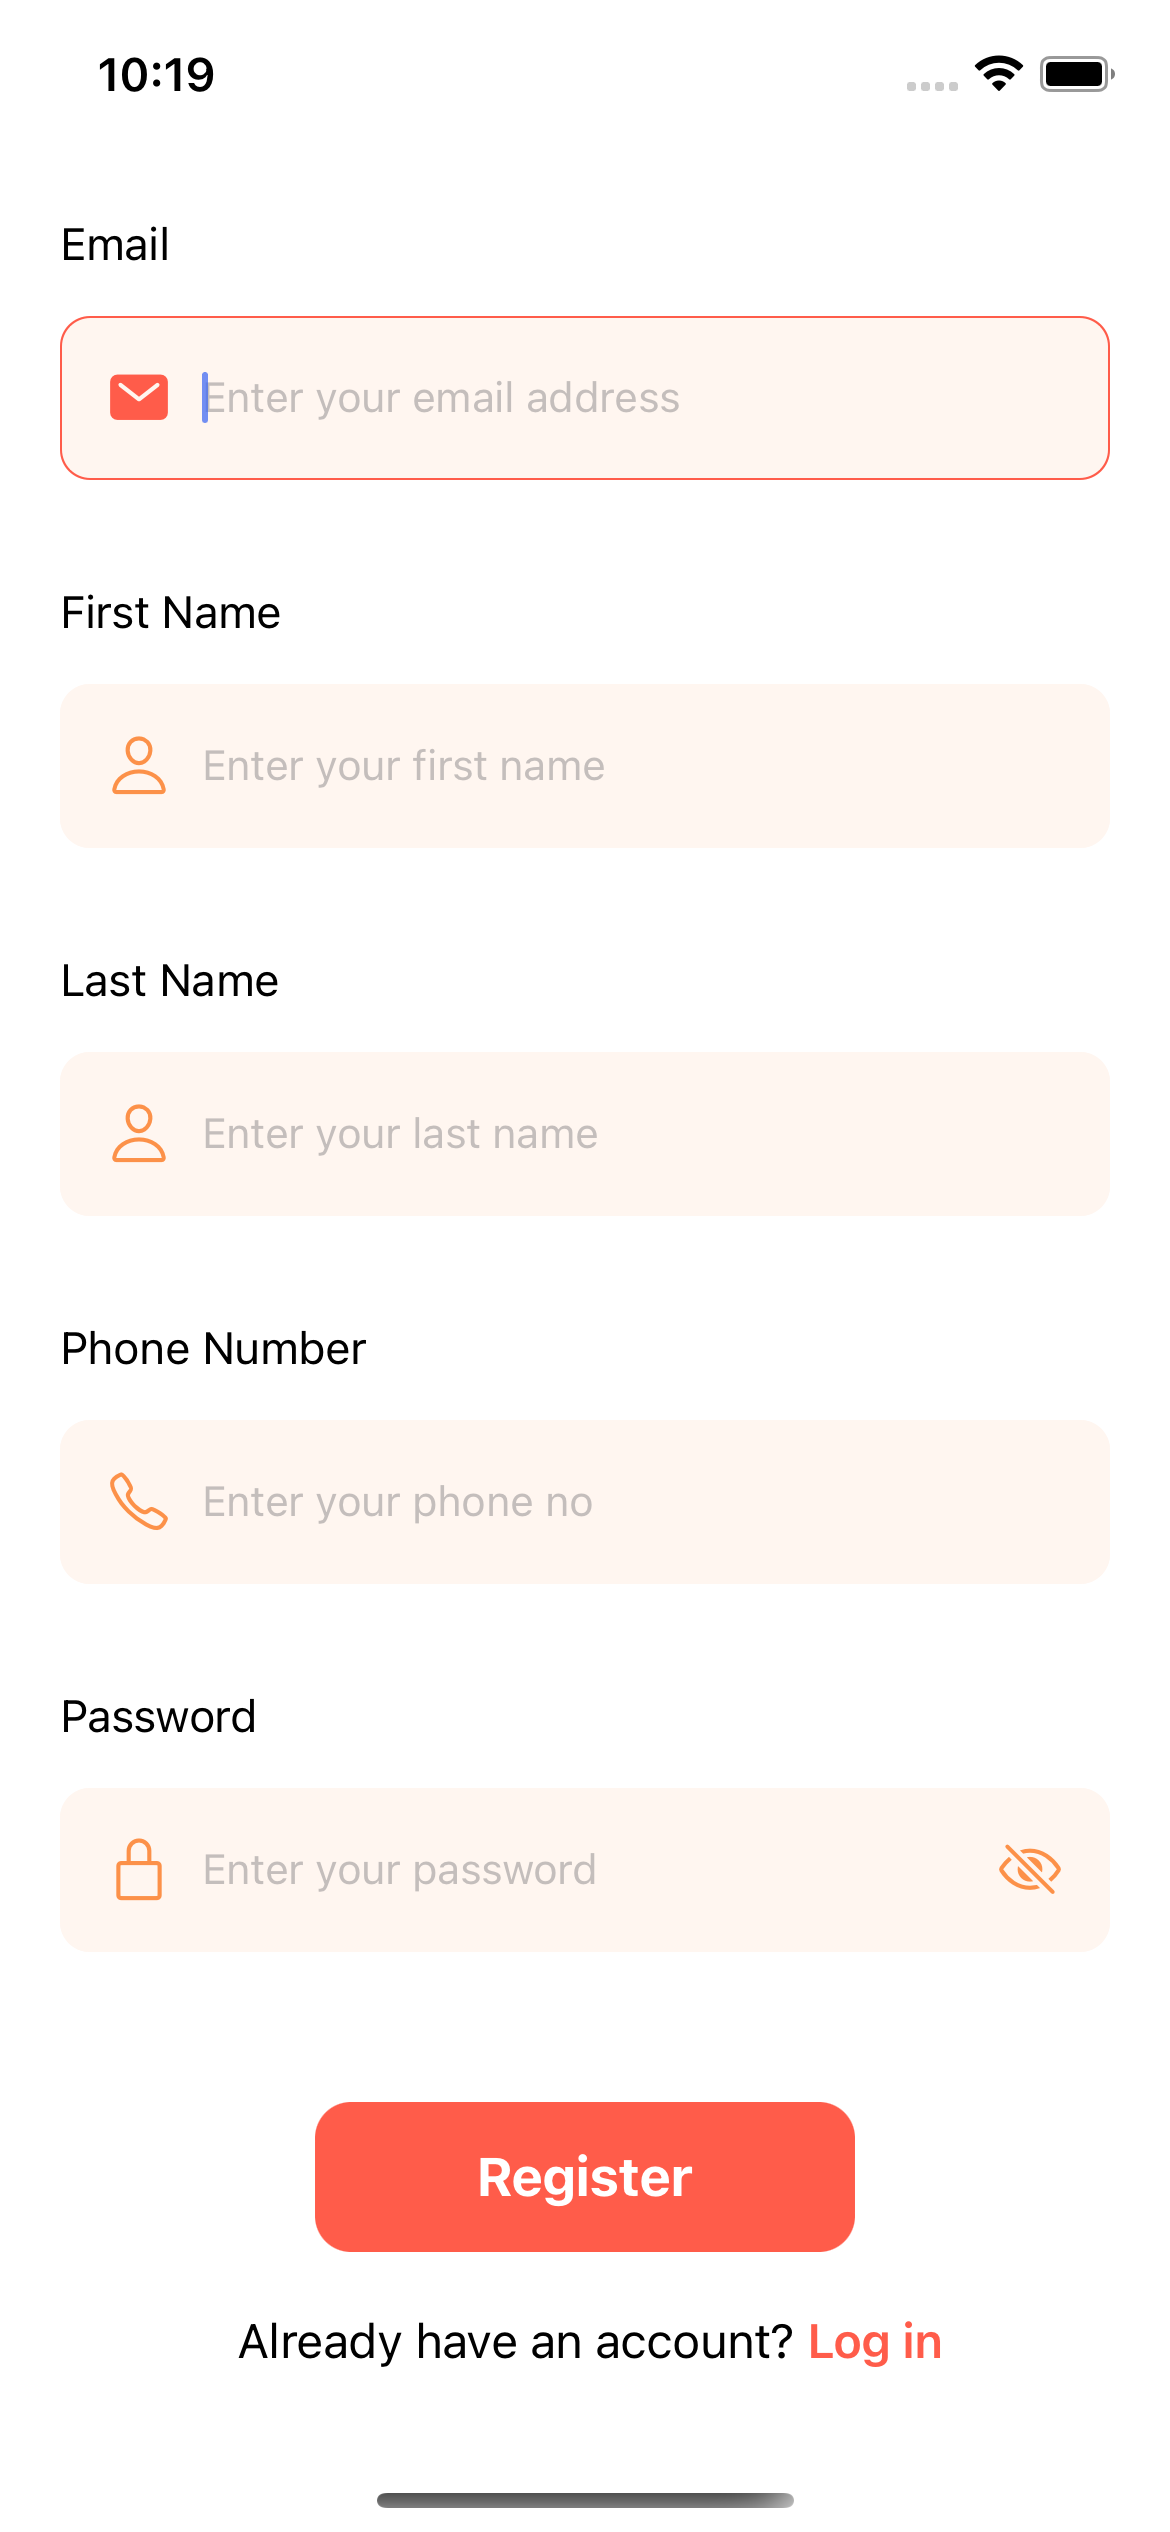 10:19
Email
Enter your email address
First Name
Enter your first name
Last Name
Enter your last name
Phone Number
Enter your phone no
Password
Enter your password
Register
Already have an account? Log in